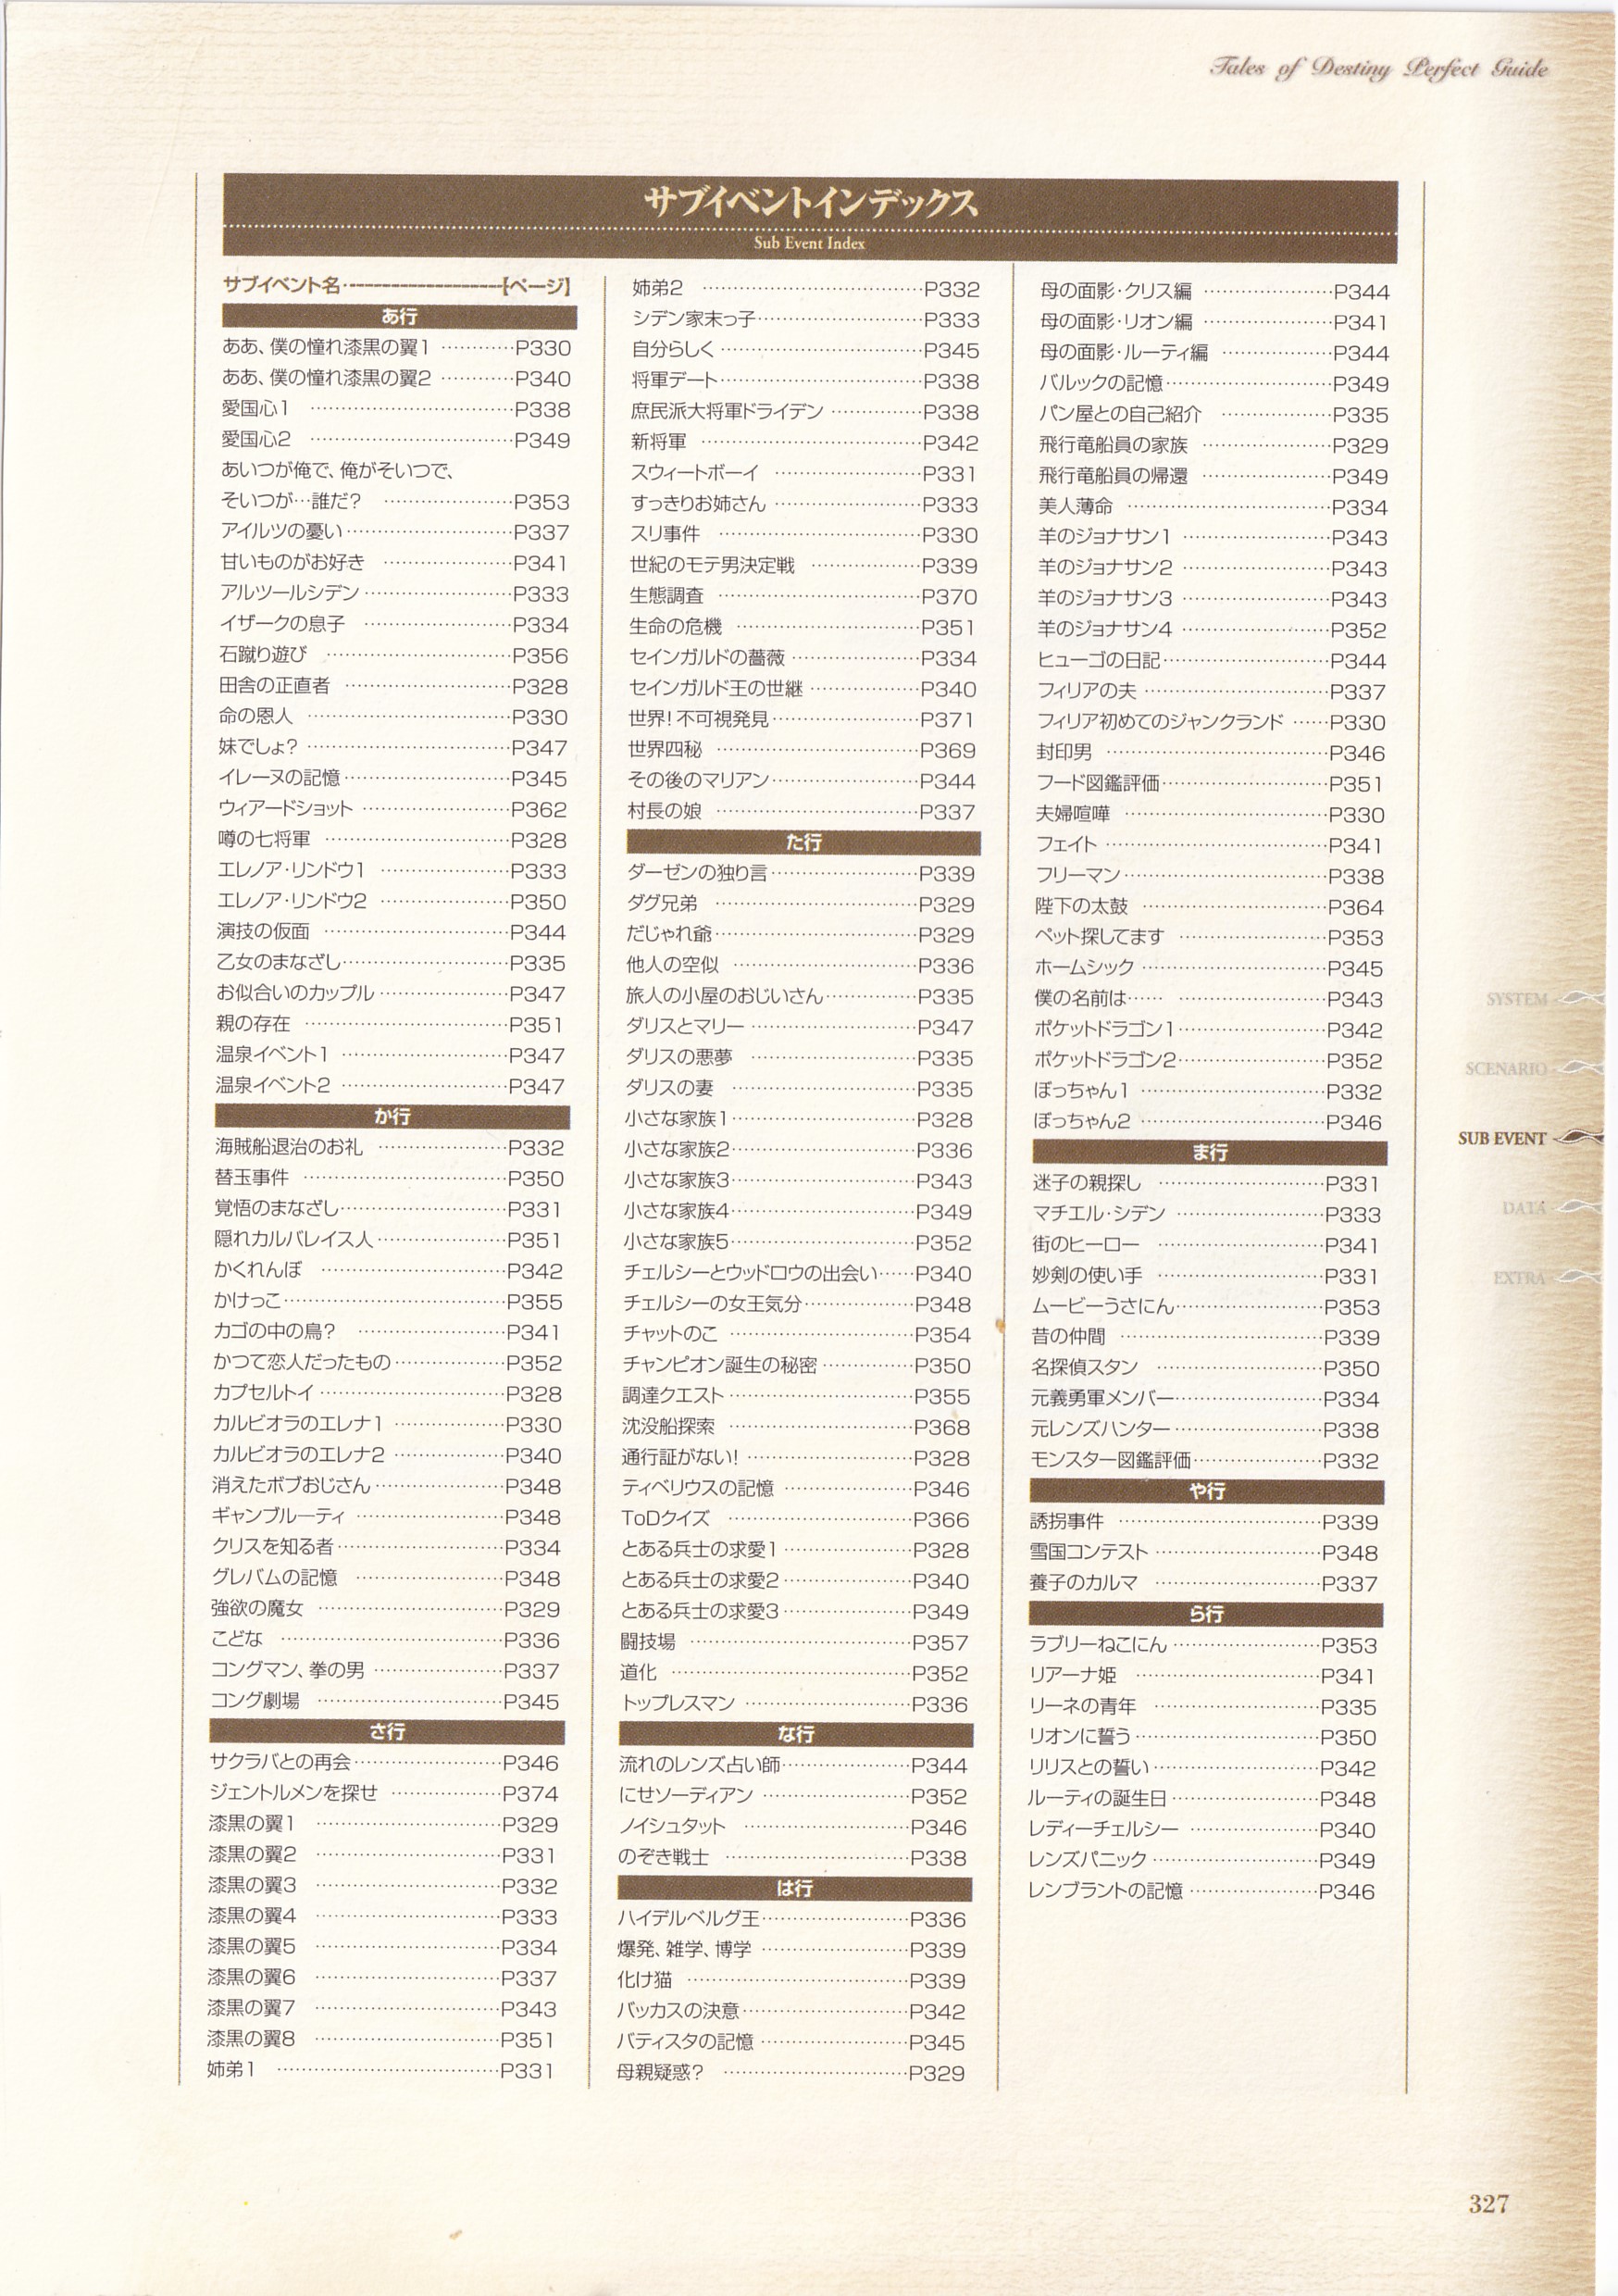 Tales of Destiny Perfect Guide
サブイベントインデックス
Sub Event Index
サブイベント名‥‥‥‥【ページ】
あ行
ああ、僕の憧れ漆黒の翼1 …………P330
ああ、僕の憧れ漆黒の翼2 …………P340
愛国心1 …………P338
愛国心2 …………P349
あいつが俺で、俺がそいつで、
そいつが…誰だ? …………P353
アイルツの憂い…………P337
甘いものがお好き …………P341
アルツールシデン…………P333
イザークの息子 …………P334
石蹴り遊び …………P356
田舎の正直者 …………P328
命の恩人 …………P330
妹でしょ? …………P347
イレーヌの記憶…………P345
ウィアードショット …………P362
噂の七将軍 …………P328
エレノア・リンドウ1 …………P333
エレノア・リンドウ2 …………P350
演技の仮面 …………P344
乙女のまなざし…………P335
お似合いのカップル…………P347
親の存在 …………P351
温泉イベント1 …………P347
温泉イベント2 …………P347
か行
海賊船退治のお礼 …………P332
替玉事件 …………P350
覚悟のまなざし…………P331
隠れカルバレイス人…………P351
かくれんぼ …………P342
かけっこ…………P355
カゴの中の鳥? …………P341
かつて恋人だったもの…………P352
カプセルトイ…………P328
カルビオラのエレナ1 …………P330
カルビオラのエレナ2 …………P340
消えたボブおじさん…………P348
ギャンブルーティ …………P348
クリスを知る者…………P334
グレバムの記憶 …………P348
強欲の魔女 …………P329
こどな …………P336
コングマン、拳の男 …………P337
コング劇場 …………P345
さ行
サクラバとの再会…………P346
ジェントルメンを探せ …………P374
漆黒の翼1 …………P329
漆黒の翼2 …………P331
漆黒の翼3 …………P332
漆黒の翼4 …………P333
漆黒の翼5 …………P334
漆黒の翼6 …………P337
漆黒の翼7 …………P343
漆黒の翼8 …………P351
姉弟1 …………P331
姉弟2 …………P332
シデン家末っ子…………P333
自分らしく…………P345
将軍デート…………P338
庶民派大将軍ドライデン …………P338
新将軍 …………P342
スウィートボーイ …………P331
すっきりお姉さん …………P333
スリ事件 …………P330
世紀のモテ男決定戦 …………P339
生態調査 …………P370
生命の危機 …………P351
セインガルドの薔薇 …………P334
セインガルド王の世継 …………P340
世界!不可視発見…………P371
世界四秘 …………P369
その後のマリアン…………P344
村長の娘 …………P337
た行
ダーゼンの独り言…………P339
ダグ兄弟 …………P329
だじゃれ爺…………P329
他人の空似 …………P336
旅人の小屋のおじいさん…………P335
ダリスとマリー …………P347
ダリスの悪夢 …………P335
ダリスの妻 …………P335
小さな家族1…………P328
小さな家族2…………P336
小さな家族3…………P343
小さな家族4…………P349
小さな家族5…………P352
チェルシーとウッドロウの出会い……P340
チェルシーの女王気分…………P348
チャットのこ …………P354
チャンピオン誕生の秘密 …………P350
調達クエスト…………P355
沈没船探索 …………P368
通行証がない! …………P328
ティベリウスの記憶 …………P346
ToDクイズ …………P366
とある兵士の求愛1 …………P328
とある兵士の求愛2 …………P340
とある兵士の求愛3 …………P349
闘技場 …………P357
道化 …………P352
トップレスマン …………P336
な行
流れのレンズ占い師…………P344
にせソーディアン …………P352
ノイシュタット …………P346
のぞき戦士 …………P338
は行
ハイデルベルグ王…………P336
爆発、雑学、博学 …………P339
化け猫 …………P339
バッカスの決意…………P342
バティスタの記憶 …………P345
母親疑惑? …………P329
母の面影・クリス編 …………P344
母の面影・リオン編 …………P341
母の面影・ルーティ編 …………P344
バルックの記憶…………P349
パン屋との自己紹介 …………P335
飛行竜船員の家族 …………P329
飛行竜船員の帰還 …………P349
美人薄命 …………P334
羊のジョナサン1 …………P343
羊のジョナサン2 …………P343
羊のジョナサン3 …………P343
羊のジョナサン4 …………P352
ヒューゴの日記…………P344
フィリアの夫 …………P337
フィリア初めてのジャンクランド ……P330
封印男 …………P346
フード図鑑評価…………P351
夫婦喧嘩 …………P330
フェイト …………P341
フリーマン…………P338
陛下の太鼓 …………P364
ペット探してます …………P353
ホームシック …………P345
僕の名前は…… …………P343
ポケットドラゴン1…………P342
ポケットドラゴン2…………P352
ぼっちゃん1 …………P332
ぼっちゃん2 …………P346
ま行
迷子の親探し …………P331
マチエル・シデン …………P333
街のヒーロー …………P341
妙剣の使い手 …………P331
ムービーうさにん…………P353
昔の仲間 …………P339
名探偵スタン …………P350
元義勇軍メンバー…………P334
元レンズハンター…………P338
モンスター図鑑評価…………P332
や行
誘拐事件 …………P339
雪国コンテスト …………P348
養子のカルマ …………P337
ら行
ラブリーねこにん …………P353
リアーナ姫 …………P341
リーネの青年 …………P335
リオンに誓う…………P350
リリスとの誓い…………P342
ルーティの誕生日…………P348
レディーチェルシー …………P340
レンズパニック…………P349
レンブラントの記憶 …………P346
SYSTEM
SCENARIO
SUB EVENT
DATA
EXTRA
327